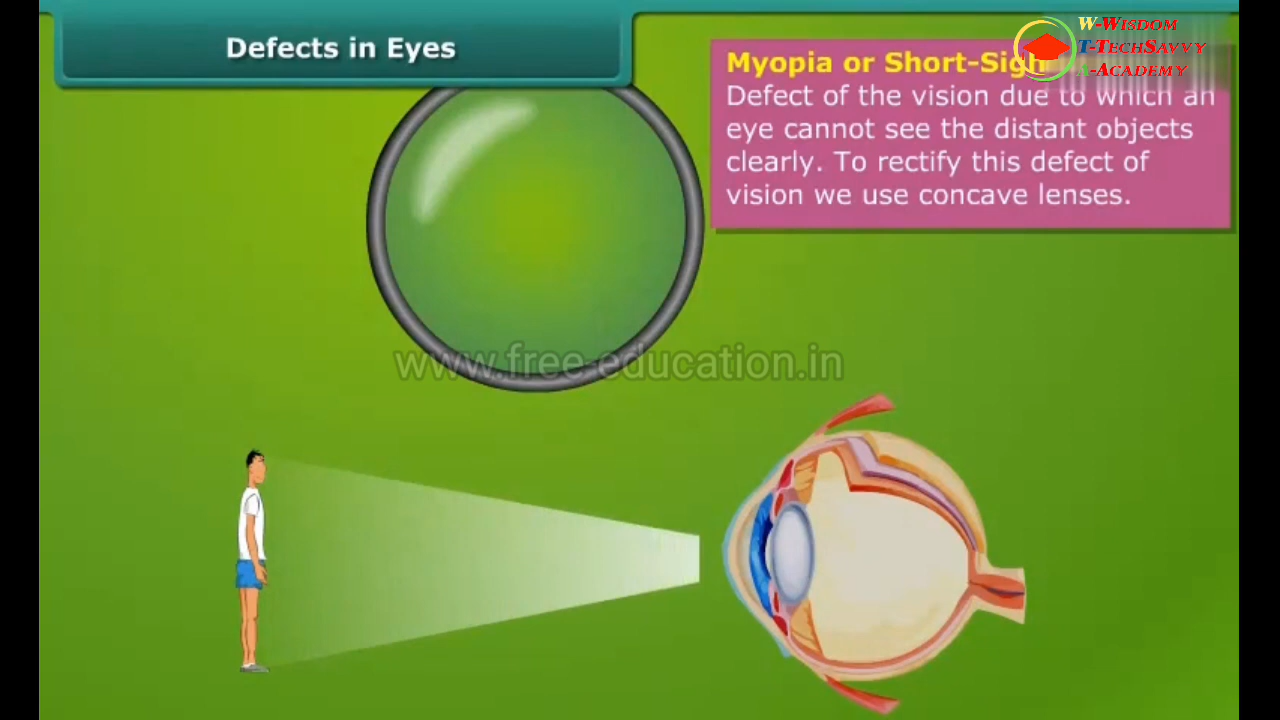 Defects in Eyes
W-Wisdom
T-TechSavvy
A-Academy
Myopia or Short-Sigh
Defect of the vision due to which an
eye cannot see the distant objects
clearly. To rectify this defect of
vision we use concave lenses.
www.free-education.in